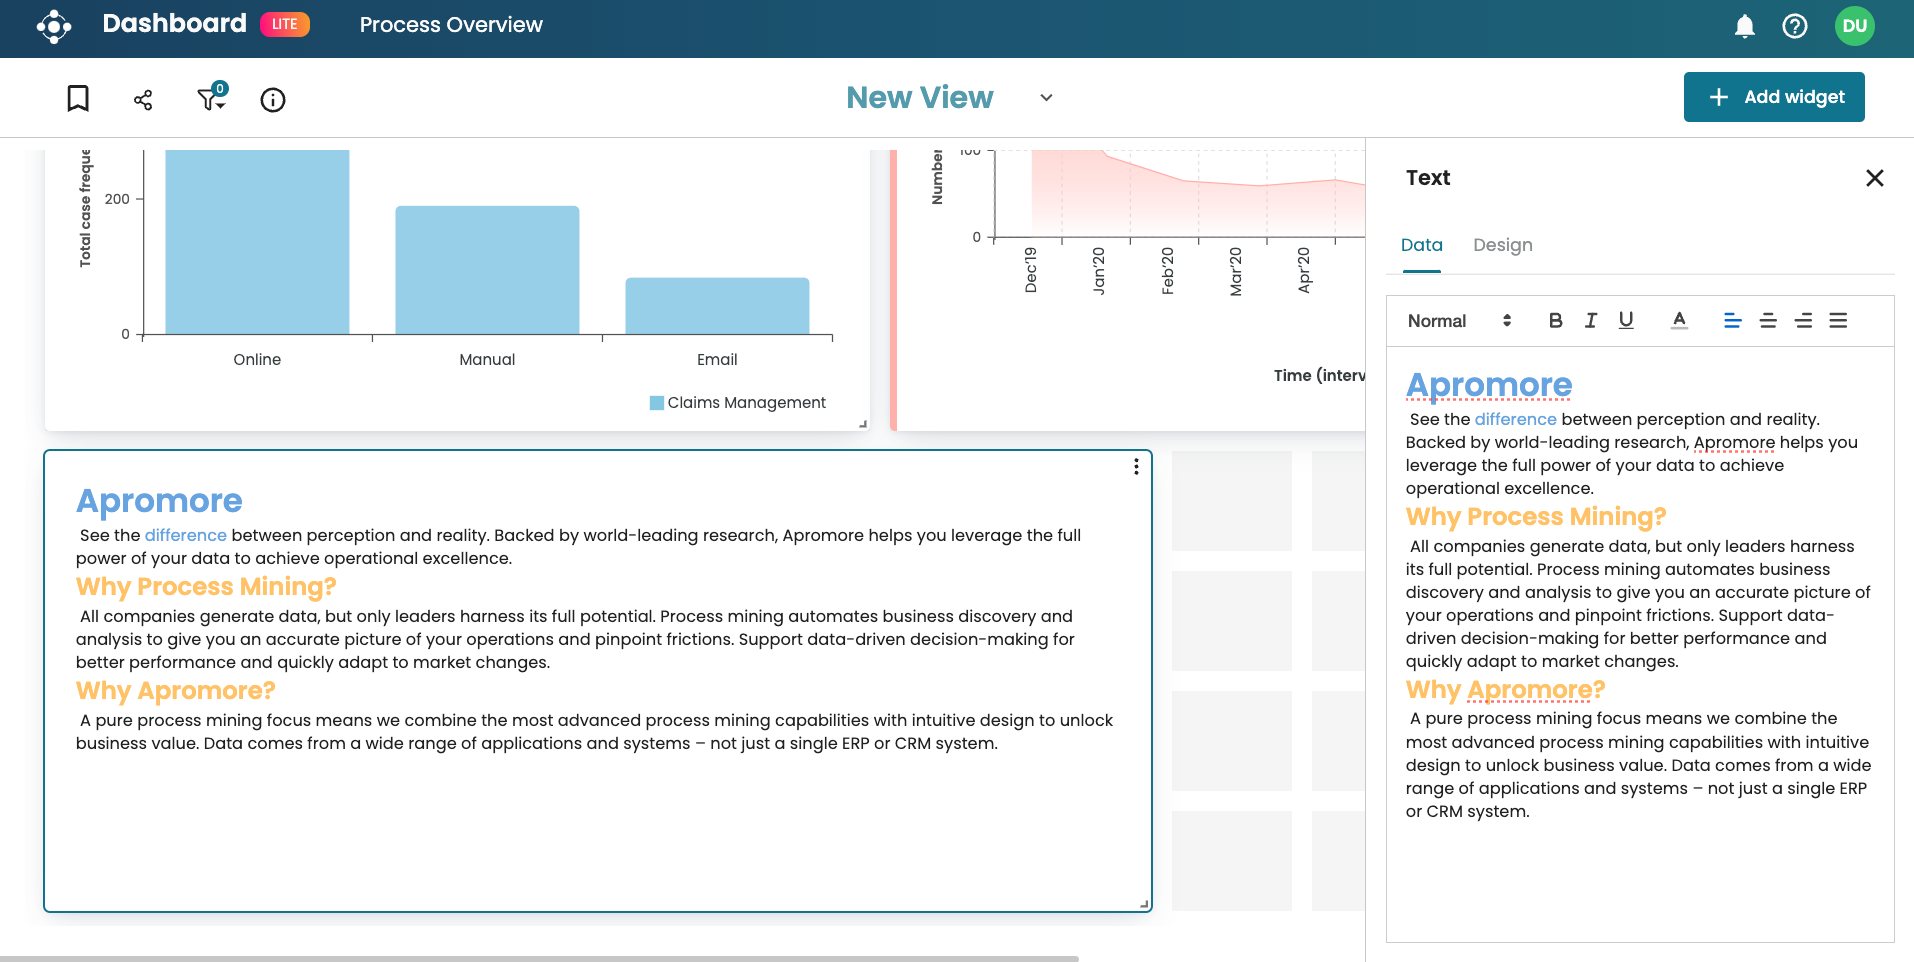 Dashboard
LITE
Process Overview
DU
0
New View
Add widget
Total case freque
200
0
Online
Manual
Email
Claims Management
Number
100
0
Dec'19
Jan'20
Feb'20
Mar'20
Apr'20
Time (interv
Apromore
See the difference between perception and reality. Backed by world-leading research, Apromore helps you leverage the full
power of your data to achieve operational excellence.
Why Process Mining?
All companies generate data, but only leaders harness its full potential. Process mining automates business discovery and
analysis to give you an accurate picture of your operations and pinpoint frictions. Support data-driven decision-making for
better performance and quickly adapt to market changes.
Why Apromore?
A pure process mining focus means we combine the most advanced process mining capabilities with intuitive design to unlock
business value. Data comes from a wide range of applications and systems – not just a single ERP or CRM system.
Text
Data
Design
Normal
B I U A
Apromore
See the difference between perception and reality.
Backed by world-leading research, Apromore helps you
leverage the full power of your data to achieve
operational excellence.
Why Process Mining?
All companies generate data, but only leaders harness
its full potential. Process mining automates business
discovery and analysis to give you an accurate picture of
your operations and pinpoint frictions. Support data-
driven decision-making for better performance and
quickly adapt to market changes.
Why Apromore?
A pure process mining focus means we combine the
most advanced process mining capabilities with intuitive
design to unlock business value. Data comes from a wide
range of applications and systems – not just a single ERP
or CRM system.